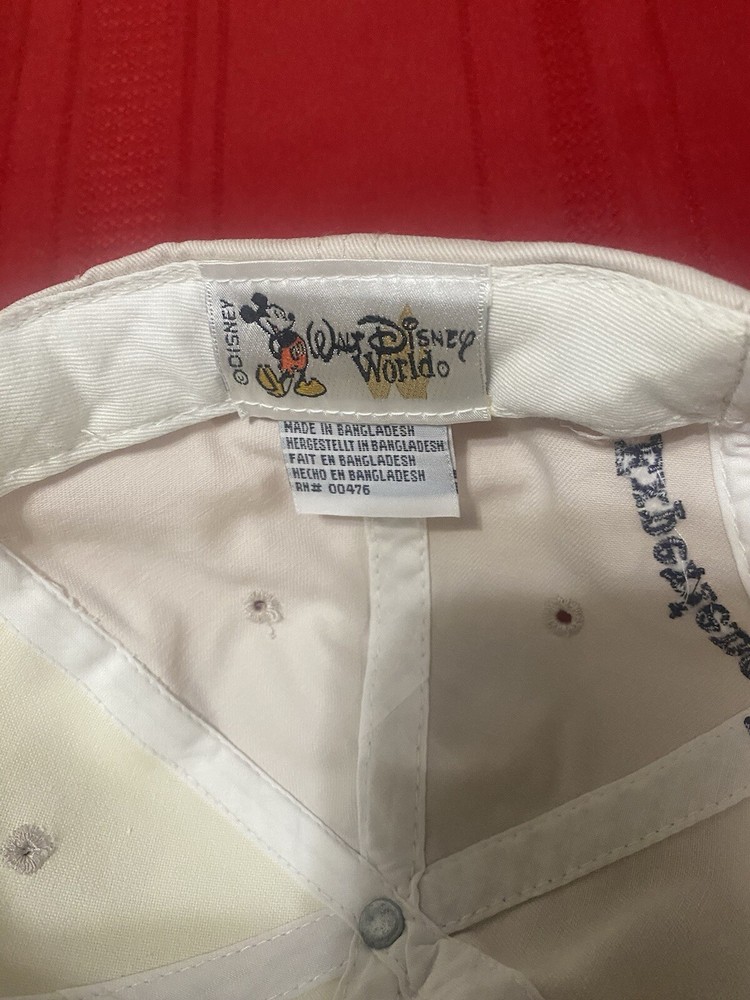 ©DISNEY
WALT DISNEY
World
MADE IN BANGLADESH
HERGESTELLT IN BANGLADESH
FAIT EN BANGLADESH
HECHO EN BANGLADESH
RN# 00476